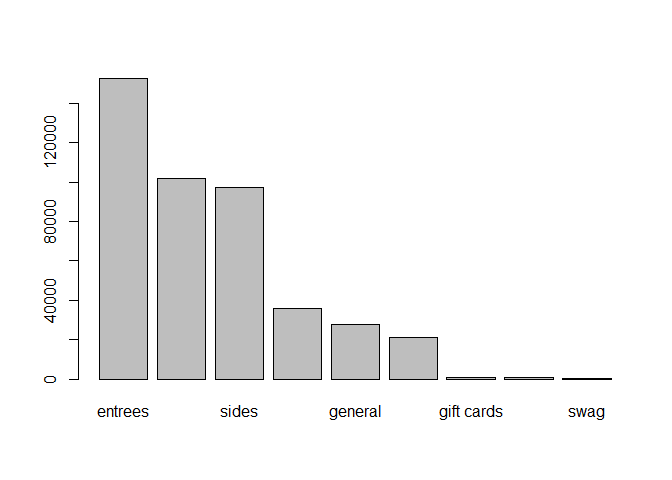 120000
80000
40000
0
entrees sides general gift cards swag